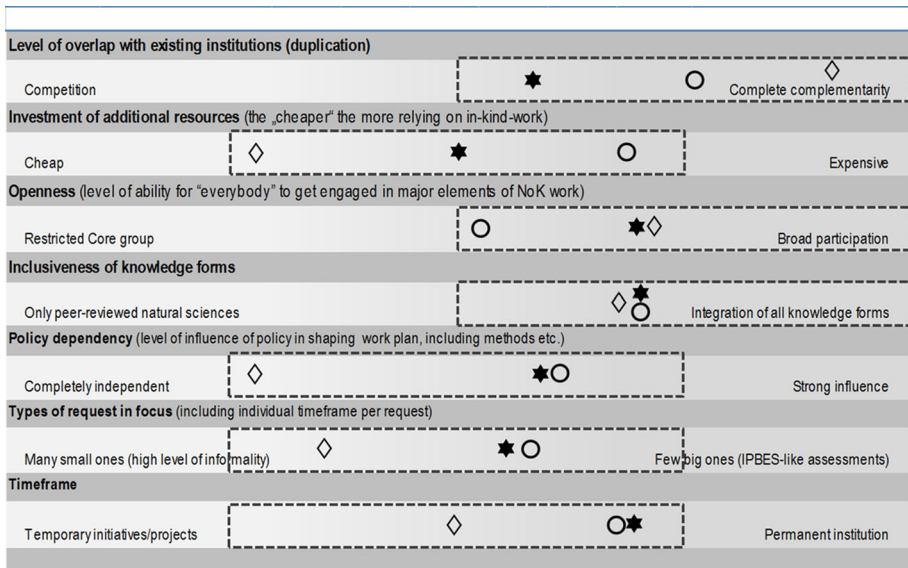 Level of overlap with existing institutions (duplication)
Competition Complete complementarity
Investment of additional resources (the „cheaper“ the more relying on in-kind-work)
Cheap Expensive
Openness (level of ability for “everybody” to get engaged in major elements of NoK work)
Restricted Core group Broad participation
Inclusiveness of knowledge forms
Only peer-reviewed natural sciences Integration of all knowledge forms
Policy dependency (level of influence of policy in shaping work plan, including methods etc.)
Completely independent Strong influence
Types of request in focus (including individual timeframe per request)
Many small ones (high level of informality) Few big ones (IPBES-like assessments)
Timeframe
Temporary initiatives/projects Permanent institution